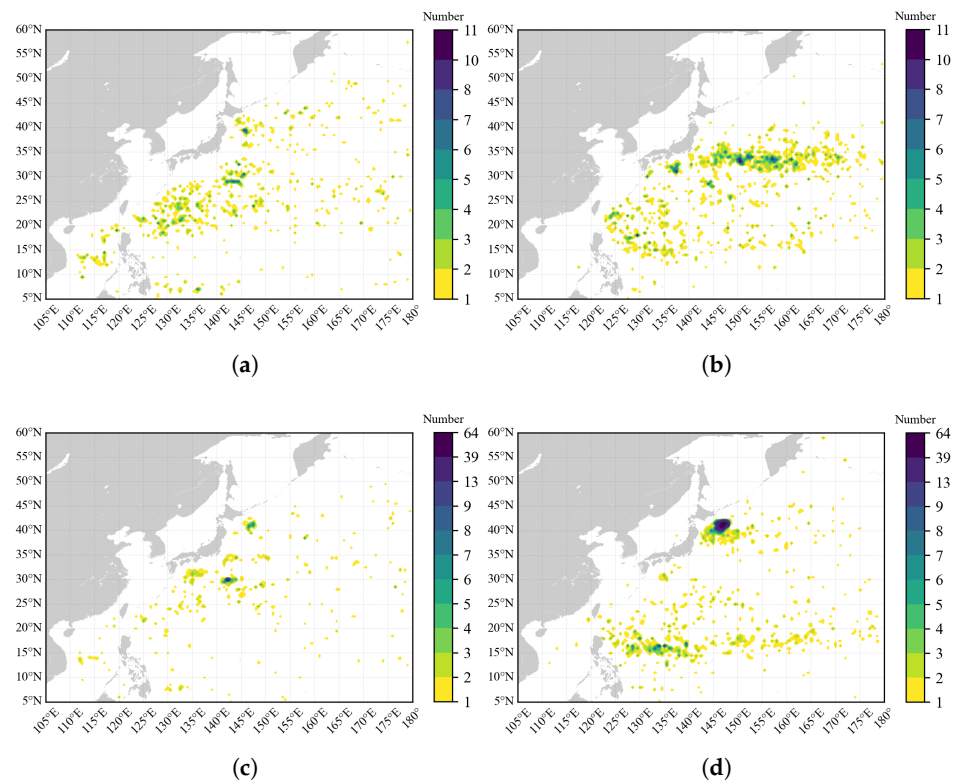 Number Number
60°N 11 60°N 11
55°N 10 55°N 10
50°N 9 50°N 9
45°N 8 45°N 8
40°N 7 40°N 7
35°N 6 35°N 6
30°N 5 30°N 5
25°N 4 25°N 4
20°N 3 20°N 3
15°N 2 15°N 2
10°N 1 10°N 1
5°N 5°N
105°E 110°E 115°E 120°E 125°E 130°E 135°E 140°E 145°E 150°E 155°E 160°E 165°E 170°E 175°E 180° 105°E 110°E 115°E 120°E 125°E 130°E 135°E 140°E 145°E 150°E 155°E 160°E 165°E 170°E 175°E 180°
(a) (b)
Number Number
60°N 64 60°N 64
55°N 39 55°N 39
50°N 13 50°N 13
45°N 9 45°N 9
40°N 8 40°N 8
35°N 7 35°N 7
30°N 6 30°N 6
25°N 5 25°N 5
20°N 4 20°N 4
15°N 3 15°N 3
10°N 2 10°N 2
5°N 1 5°N 1
105°E 110°E 115°E 120°E 125°E 130°E 135°E 140°E 145°E 150°E 155°E 160°E 165°E 170°E 175°E 180° 105°E 110°E 115°E 120°E 125°E 130°E 135°E 140°E 145°E 150°E 155°E 160°E 165°E 170°E 175°E 180°
(c) (d)